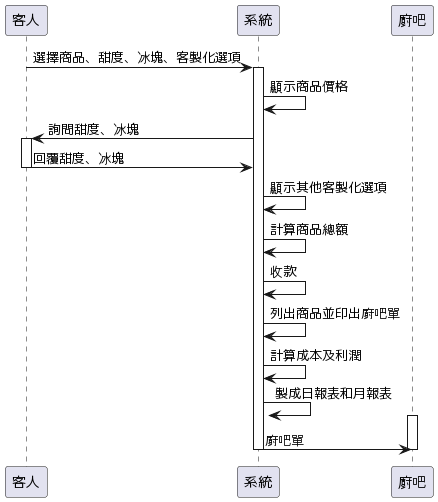 客人 系統 廚吧
選擇商品、甜度、冰塊、客製化選項
顯示商品價格
詢問甜度、冰塊
回覆甜度、冰塊
顯示其他客製化選項
計算商品總額
收款
列出商品並印出廚吧單
計算成本及利潤
製成日報表和月報表
廚吧單
客人 系統 廚吧